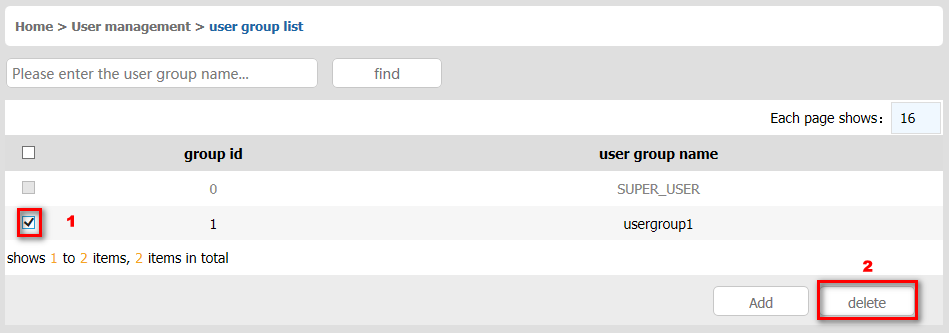 Home > User management > user group list
Please enter the user group name... find
Each page shows: 16
group id user group name
0 SUPER_USER
1 1 usergroup1
shows 1 to 2 items, 2 items in total
2
Add delete